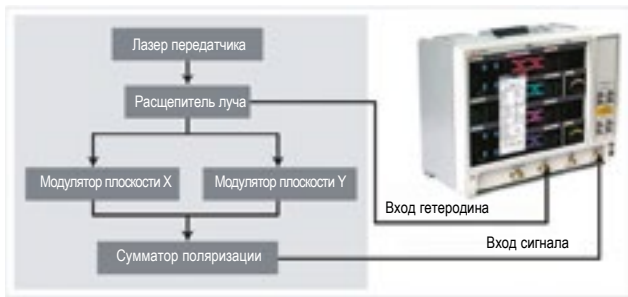 Лазер передатчика
Расщепитель луча
Модулятор плоскости X
Модулятор плоскости Y
Вход гетеродина
Вход сигнала
Сумматор поляризации